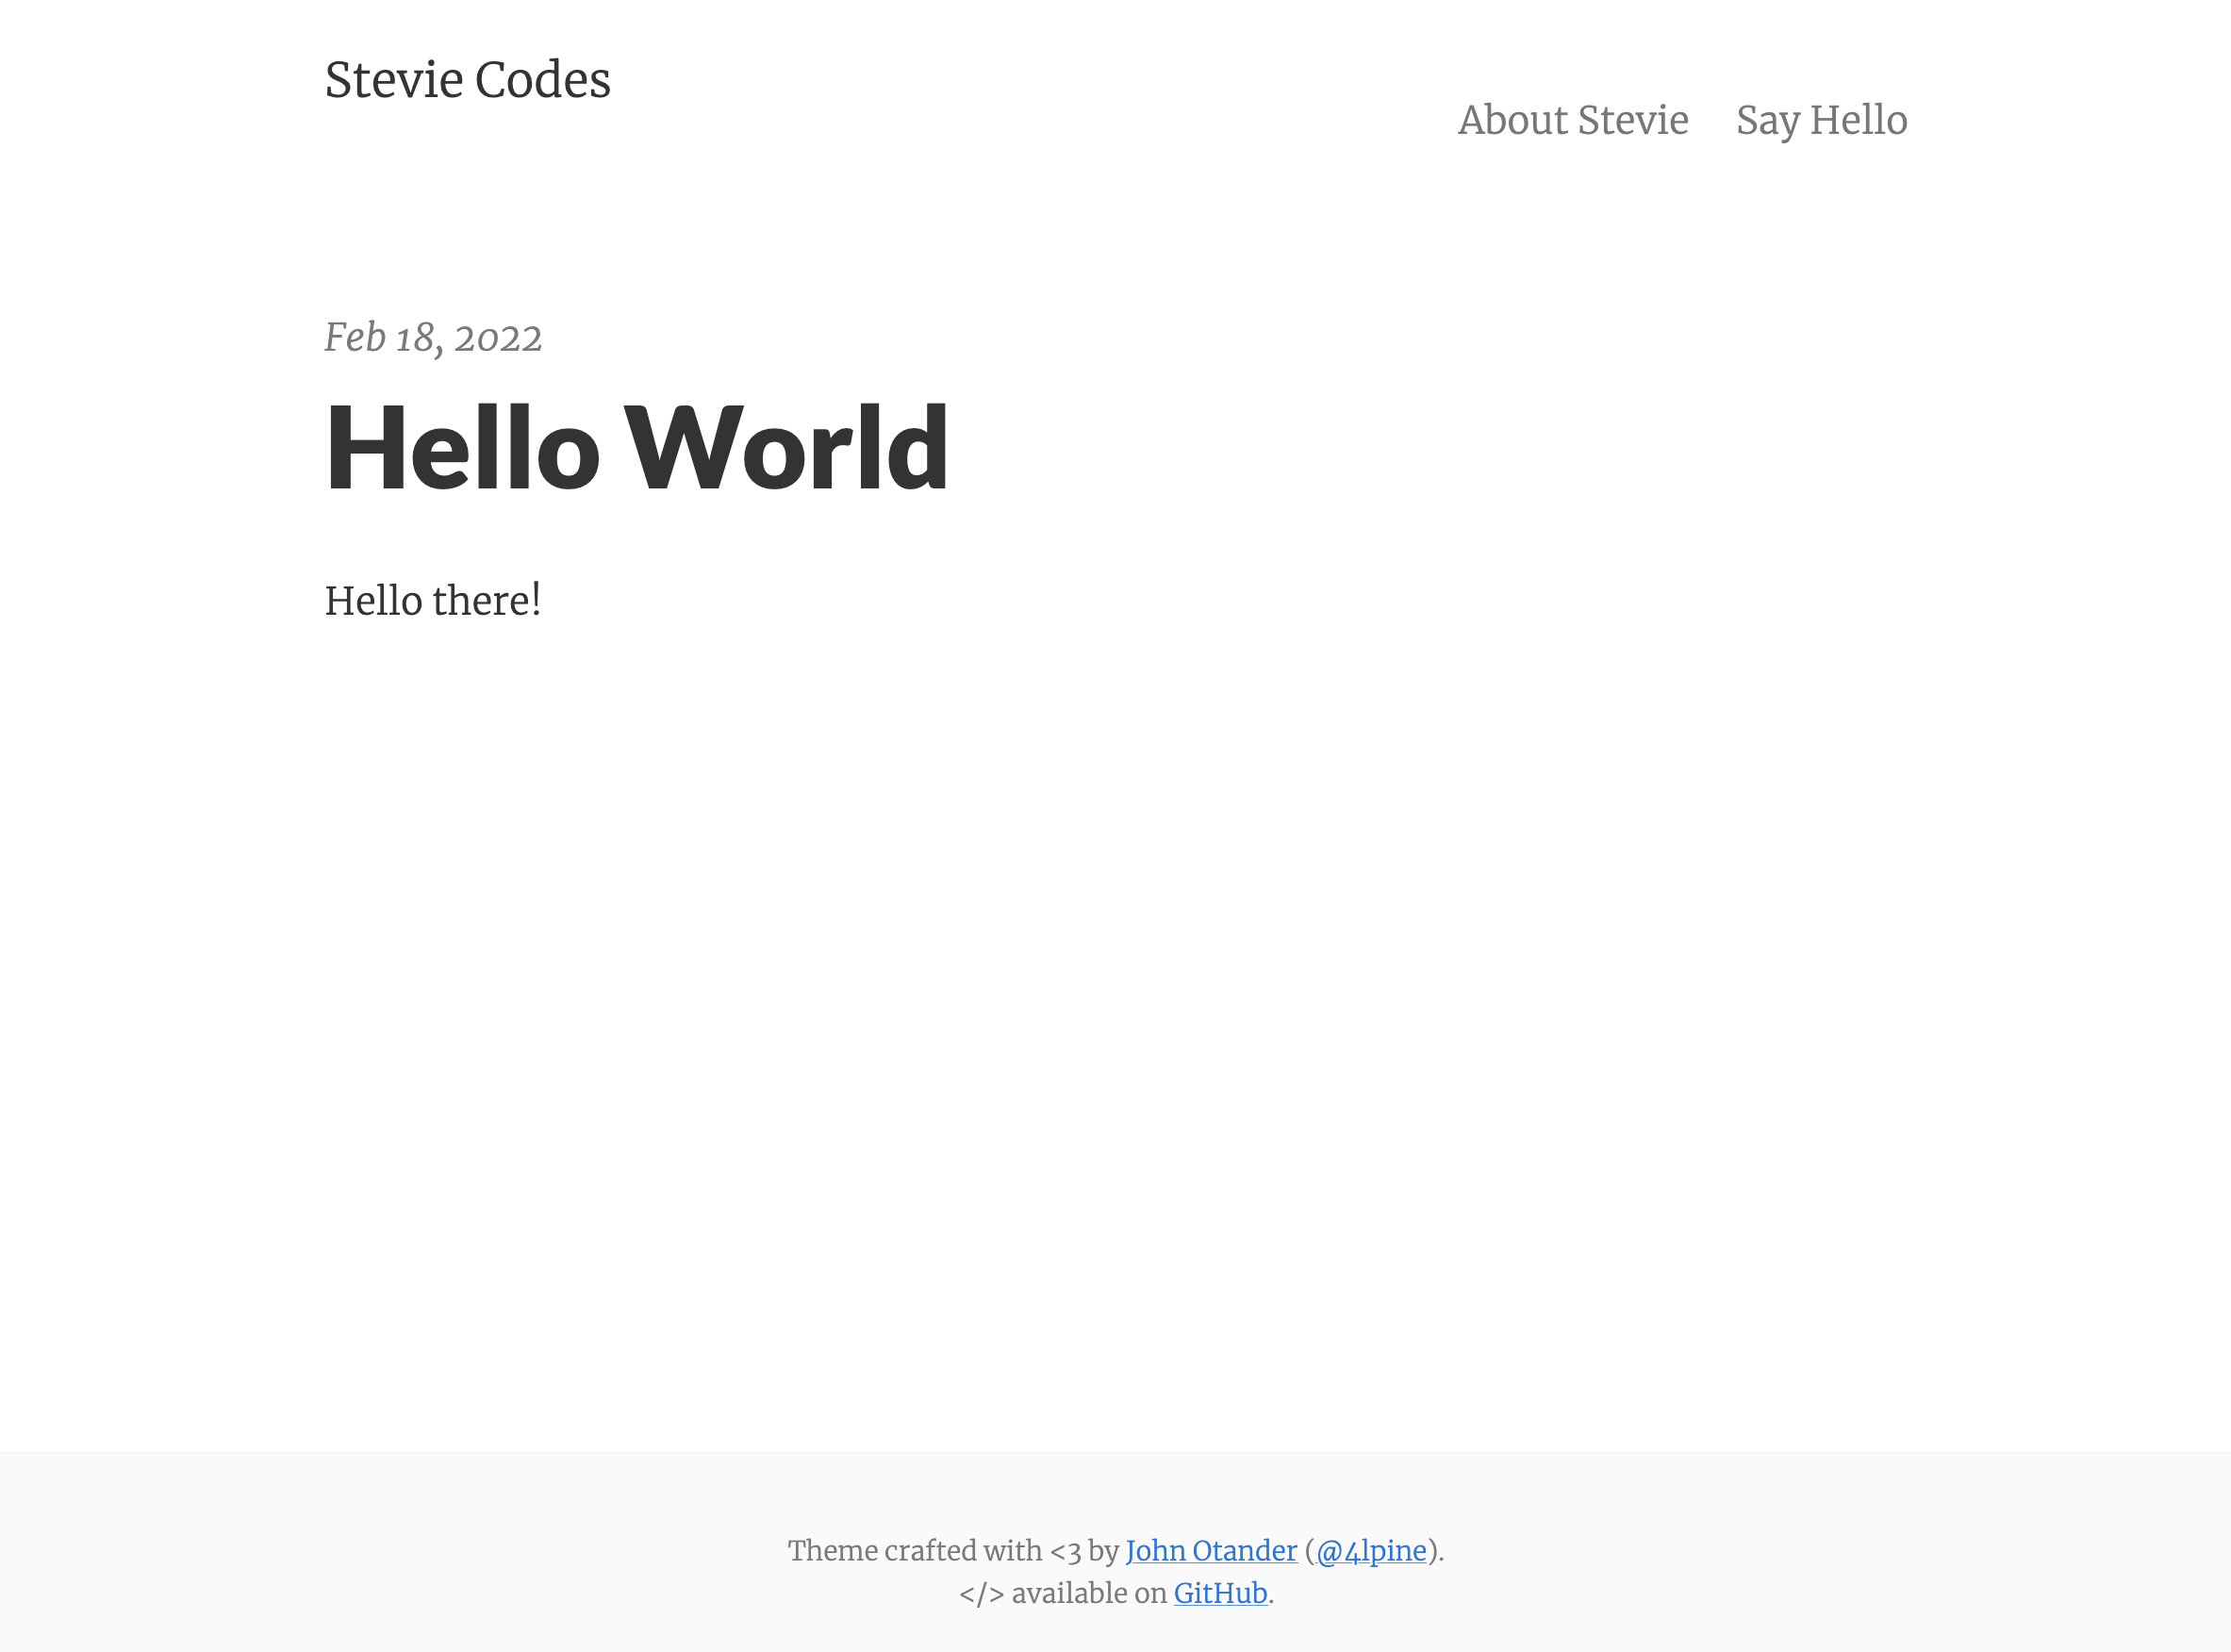 Stevie Codes
About Stevie Say Hello
Feb 18, 2022
Hello World
Hello there!
Theme crafted with <3 by John Otander (@4lpine).
</> available on GitHub.